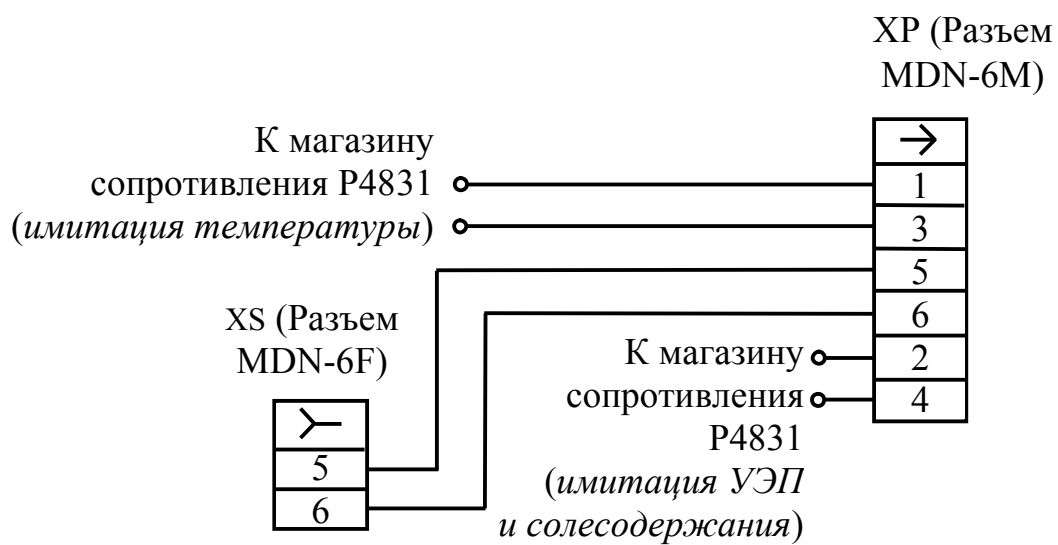 XP (Разъем
MDN-6M)
К магазину
сопротивления Р4831
(имитация температуры)
1
3
5
6
2
4
XS (Разъем
MDN-6F)
5
6
К магазину
сопротивления
Р4831
(имитация УЭП
и солесодержания)